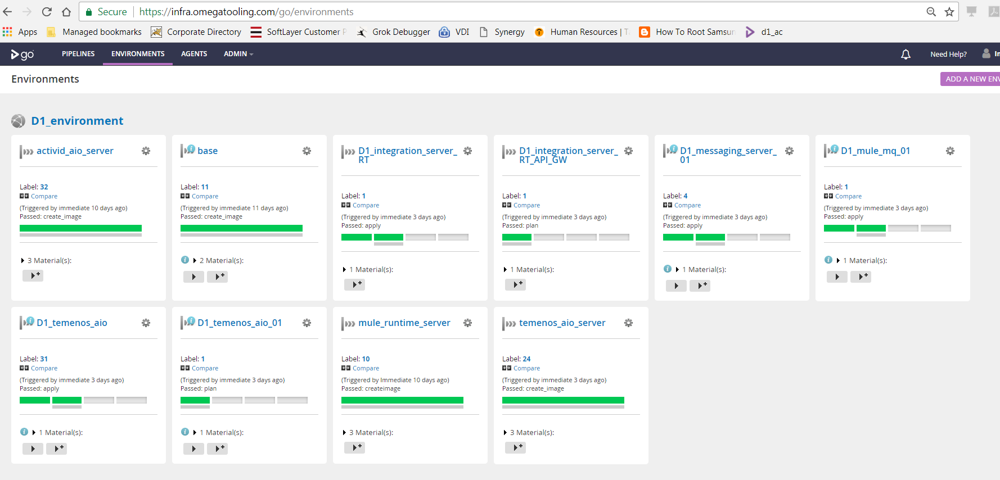 Secure https://infra.omegatooling.com/go/environments
Apps Managed bookmarks Corporate Directory SoftLayer Customer Grok Debugger VDI Synergy Human Resources | How To Root Samsun d1_ac
go PIPELINES ENVIRONMENTS AGENTS ADMIN Need Help?
Environments ADD A NEW ENV
D1_environment
activid_aio_server
Label: 32
Compare
(Triggered by immediate 10 days ago)
Passed: create_image
3 Material(s):
base
Label: 11
Compare
(Triggered by immediate 11 days ago)
Passed: create_image
2 Material(s):
D1_integration_server_
RT
Label: 1
Compare
(Triggered by immediate 3 days ago)
Passed: apply
1 Material(s):
D1_integration_server_
RT_API_GW
Label: 1
Compare
(Triggered by immediate 3 days ago)
Passed: plan
1 Material(s):
D1_messaging_server_
01
Label: 4
Compare
(Triggered by immediate 3 days ago)
Passed: apply
1 Material(s):
D1_mule_mq_01
Label: 1
Compare
(Triggered by immediate 3 days ago)
Passed: apply
1 Material(s):
D1_temenos_aio
Label: 31
Compare
(Triggered by immediate 3 days ago)
Passed: apply
1 Material(s):
D1_temenos_aio_01
Label: 1
Compare
(Triggered by immediate 3 days ago)
Passed: plan
1 Material(s):
mule_runtime_server
Label: 10
Compare
(Triggered by Immediate 10 days ago)
Passed: createimage
3 Material(s):
temenos_aio_server
Label: 24
Compare
(Triggered by immediate 3 days ago)
Passed: create_image
3 Material(s):